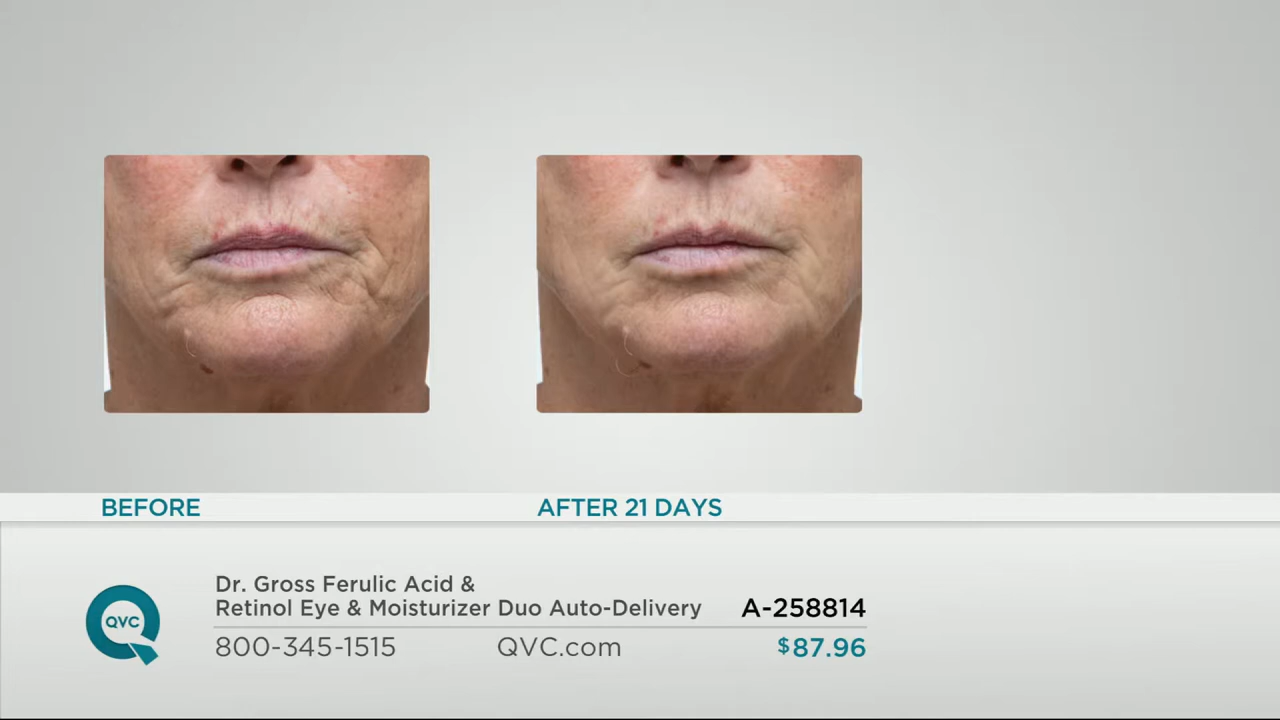 BEFORE
AFTER 21 DAYS
QVC
Dr. Gross Ferulic Acid &
Retinol Eye & Moisturizer Duo Auto-Delivery
A-258814
800-345-1515
QVC.com
$87.96